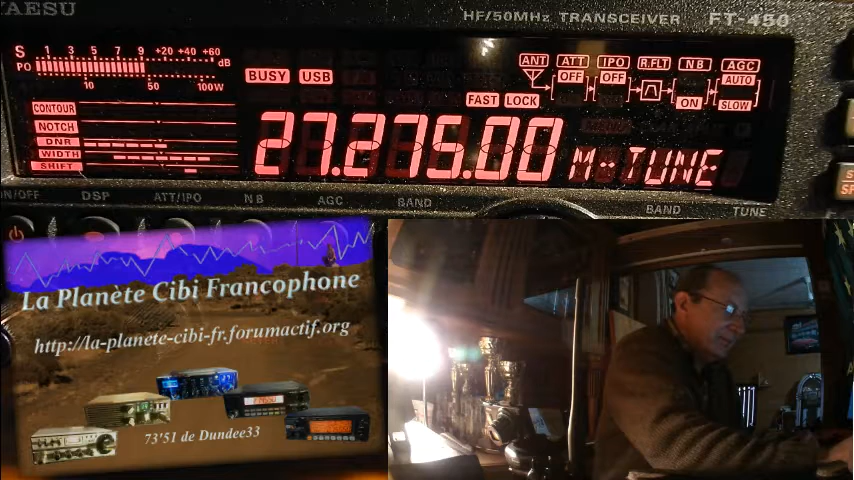 YAESU
HF/50MHz TRANSCEIVER FT-450
S 1 3 5 7 9 +20 +40 +60 dB
PO 10 50 100W
BUSY USB
ANT ATT IPO R.FLT NB AGC
OFF OFF AUTO
ON SLOW
FAST LOCK
CONTOUR
NOTCH
DNR
WIDTH
SHIFT
27.275.00 M-TUNE
ON/OFF DSP ATT/IPO NB AGC BAND BAND TUNE
La Planète Cibi Francophone
http://la-planete-cibi-fr.forumactif.org
73'51 de Dundee33